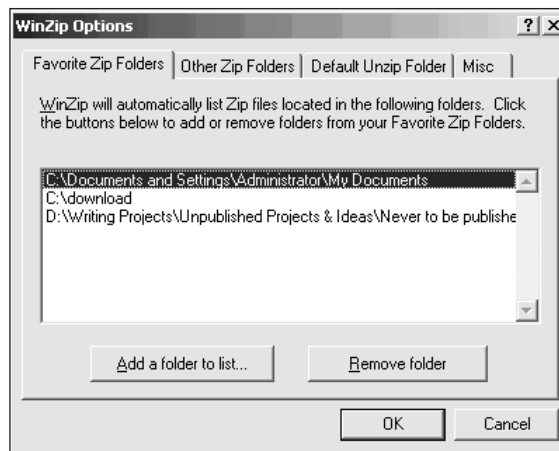 WinZip Options
Favorite Zip Folders Other Zip Folders Default Unzip Folder Misc
WinZip will automatically list Zip files located in the following folders. Click
the buttons below to add or remove folders from your Favorite Zip Folders.
C:\Documents and Settings\Administrator\My Documents
C:\download
D:\Writing Projects\Unpublished Projects & Ideas\Never to be publishe
Add a folder to list... Remove folder
OK Cancel